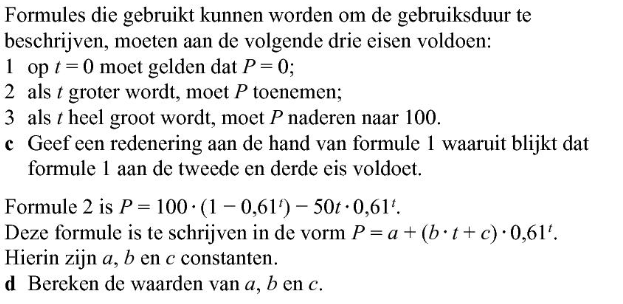 Formules die gebruikt kunnen worden om de gebruiksduur te
beschrijven, moeten aan de volgende drie eisen voldoen:
1 op t = 0 moet gelden dat P = 0;
2 als t groter wordt, moet P toenemen;
3 als t heel groot wordt, moet P naderen naar 100.
c Geef een redenering aan de hand van formule 1 waaruit blijkt dat
formule 1 aan de tweede en derde eis voldoet.
Formule 2 is P = 100 · (1 − 0,61^t) − 50t · 0,61^t.
Deze formule is te schrijven in de vorm P = a + (b · t + c) · 0,61^t.
Hierin zijn a, b en c constanten.
d Bereken de waarden van a, b en c.